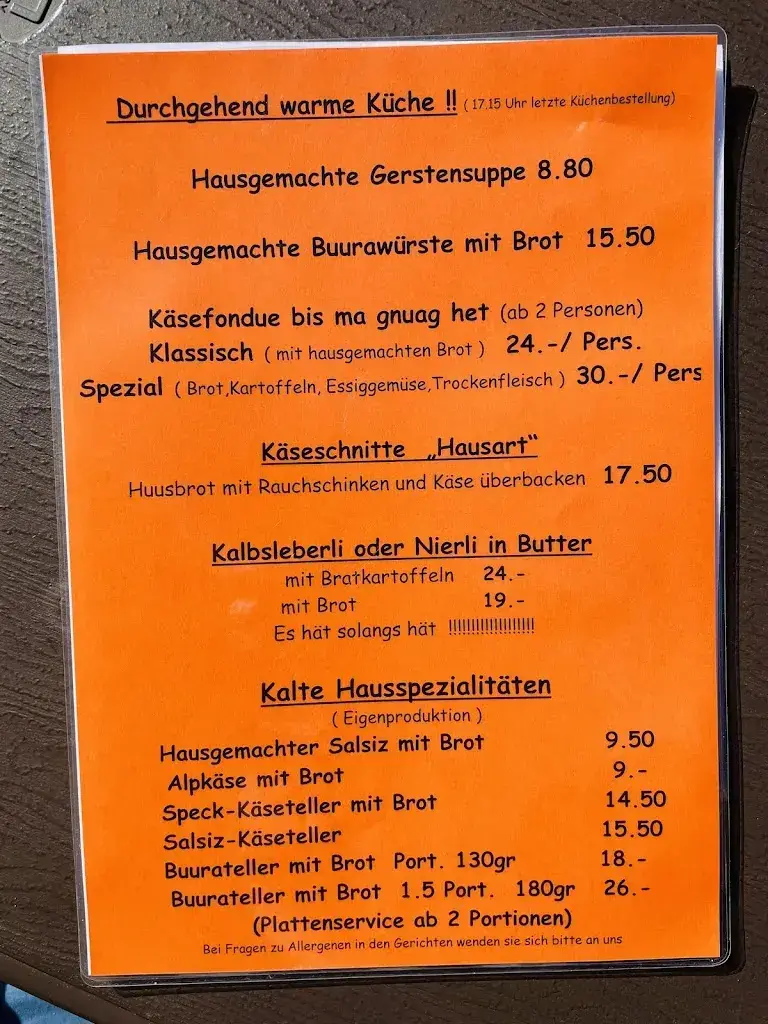 Durchgehend warme Küche !! ( 17.15 Uhr letzte Küchenbestellung)
Hausgemachte Gerstensuppe 8.80
Hausgemachte Buurawürste mit Brot 15.50
Käsefondue bis ma gnuag het (ab 2 Personen)
Klassisch ( mit hausgemachten Brot ) 24.-/ Pers.
Spezial ( Brot,Kartoffeln, Essiggemüse,Trockenfleisch ) 30.-/ Pers
Käseschnitte „Hausart“
Huusbrot mit Rauchschinken und Käse überbacken 17.50
Kalbsleberli oder Nierli in Butter
mit Bratkartoffeln 24.-
mit Brot 19.-
Es hät solangs hät !!!!!!!!!!!!!!!!!!!
Kalte Hausspezialitäten
( Eigenproduktion )
Hausgemachter Salsiz mit Brot 9.50
Alpkäse mit Brot 9.-
Speck-Käseteller mit Brot 14.50
Salsiz-Käseteller 15.50
Buurateller mit Brot Port. 130gr 18.-
Buurateller mit Brot 1.5 Port. 180gr 26.-
(Plattenservice ab 2 Portionen)
Bei Fragen zu Allergenen in den Gerichten wenden sie sich bitte an uns